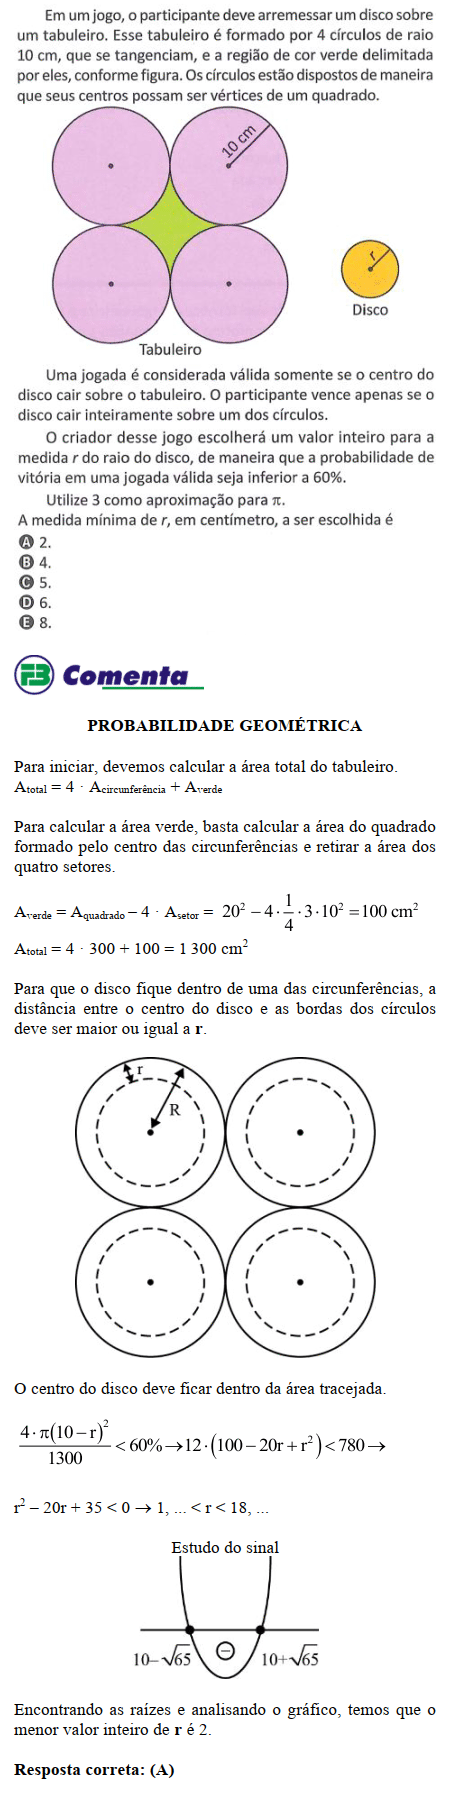 Em um jogo, o participante deve arremessar um disco sobre
um tabuleiro. Esse tabuleiro é formado por 4 círculos de raio
10 cm, que se tangenciam, e a região de cor verde delimitada
por eles, conforme figura. Os círculos estão dispostos de maneira
que seus centros possam ser vértices de um quadrado.
10 cm
r
Disco
Tabuleiro
Uma jogada é considerada válida somente se o centro do
disco cair sobre o tabuleiro. O participante vence apenas se o
disco cair inteiramente sobre um dos círculos.
O criador desse jogo escolherá um valor inteiro para a
medida r do raio do disco, de maneira que a probabilidade de
vitória em uma jogada válida seja inferior a 60%.
Utilize 3 como aproximação para π.
A medida mínima de r, em centímetro, a ser escolhida é
A 2.
B 4.
C 5.
D 6.
E 8.
FB Comenta
PROBABILIDADE GEOMÉTRICA
Para iniciar, devemos calcular a área total do tabuleiro.
Atotal = 4 · Acircunferência + Averde
Para calcular a área verde, basta calcular a área do quadrado
formado pelo centro das circunferências e retirar a área dos
quatro setores.
Averde = Aquadrado – 4 · Asetor = 20² – 4 · 1/4 · 3 · 10² = 100 cm²
Atotal = 4 · 300 + 100 = 1 300 cm²
Para que o disco fique dentro de uma das circunferências, a
distância entre o centro do disco e as bordas dos círculos
deve ser maior ou igual a r.
r
R
O centro do disco deve ficar dentro da área tracejada.
4 · π(10 – r)²/1300 < 60% → 12 · (100 – 20r + r²) < 780 →
r² – 20r + 35 < 0 → 1, ... < r < 18, ...
Estudo do sinal
10–√65 – 10+√65
Encontrando as raízes e analisando o gráfico, temos que o
menor valor inteiro de r é 2.
Resposta correta: (A)